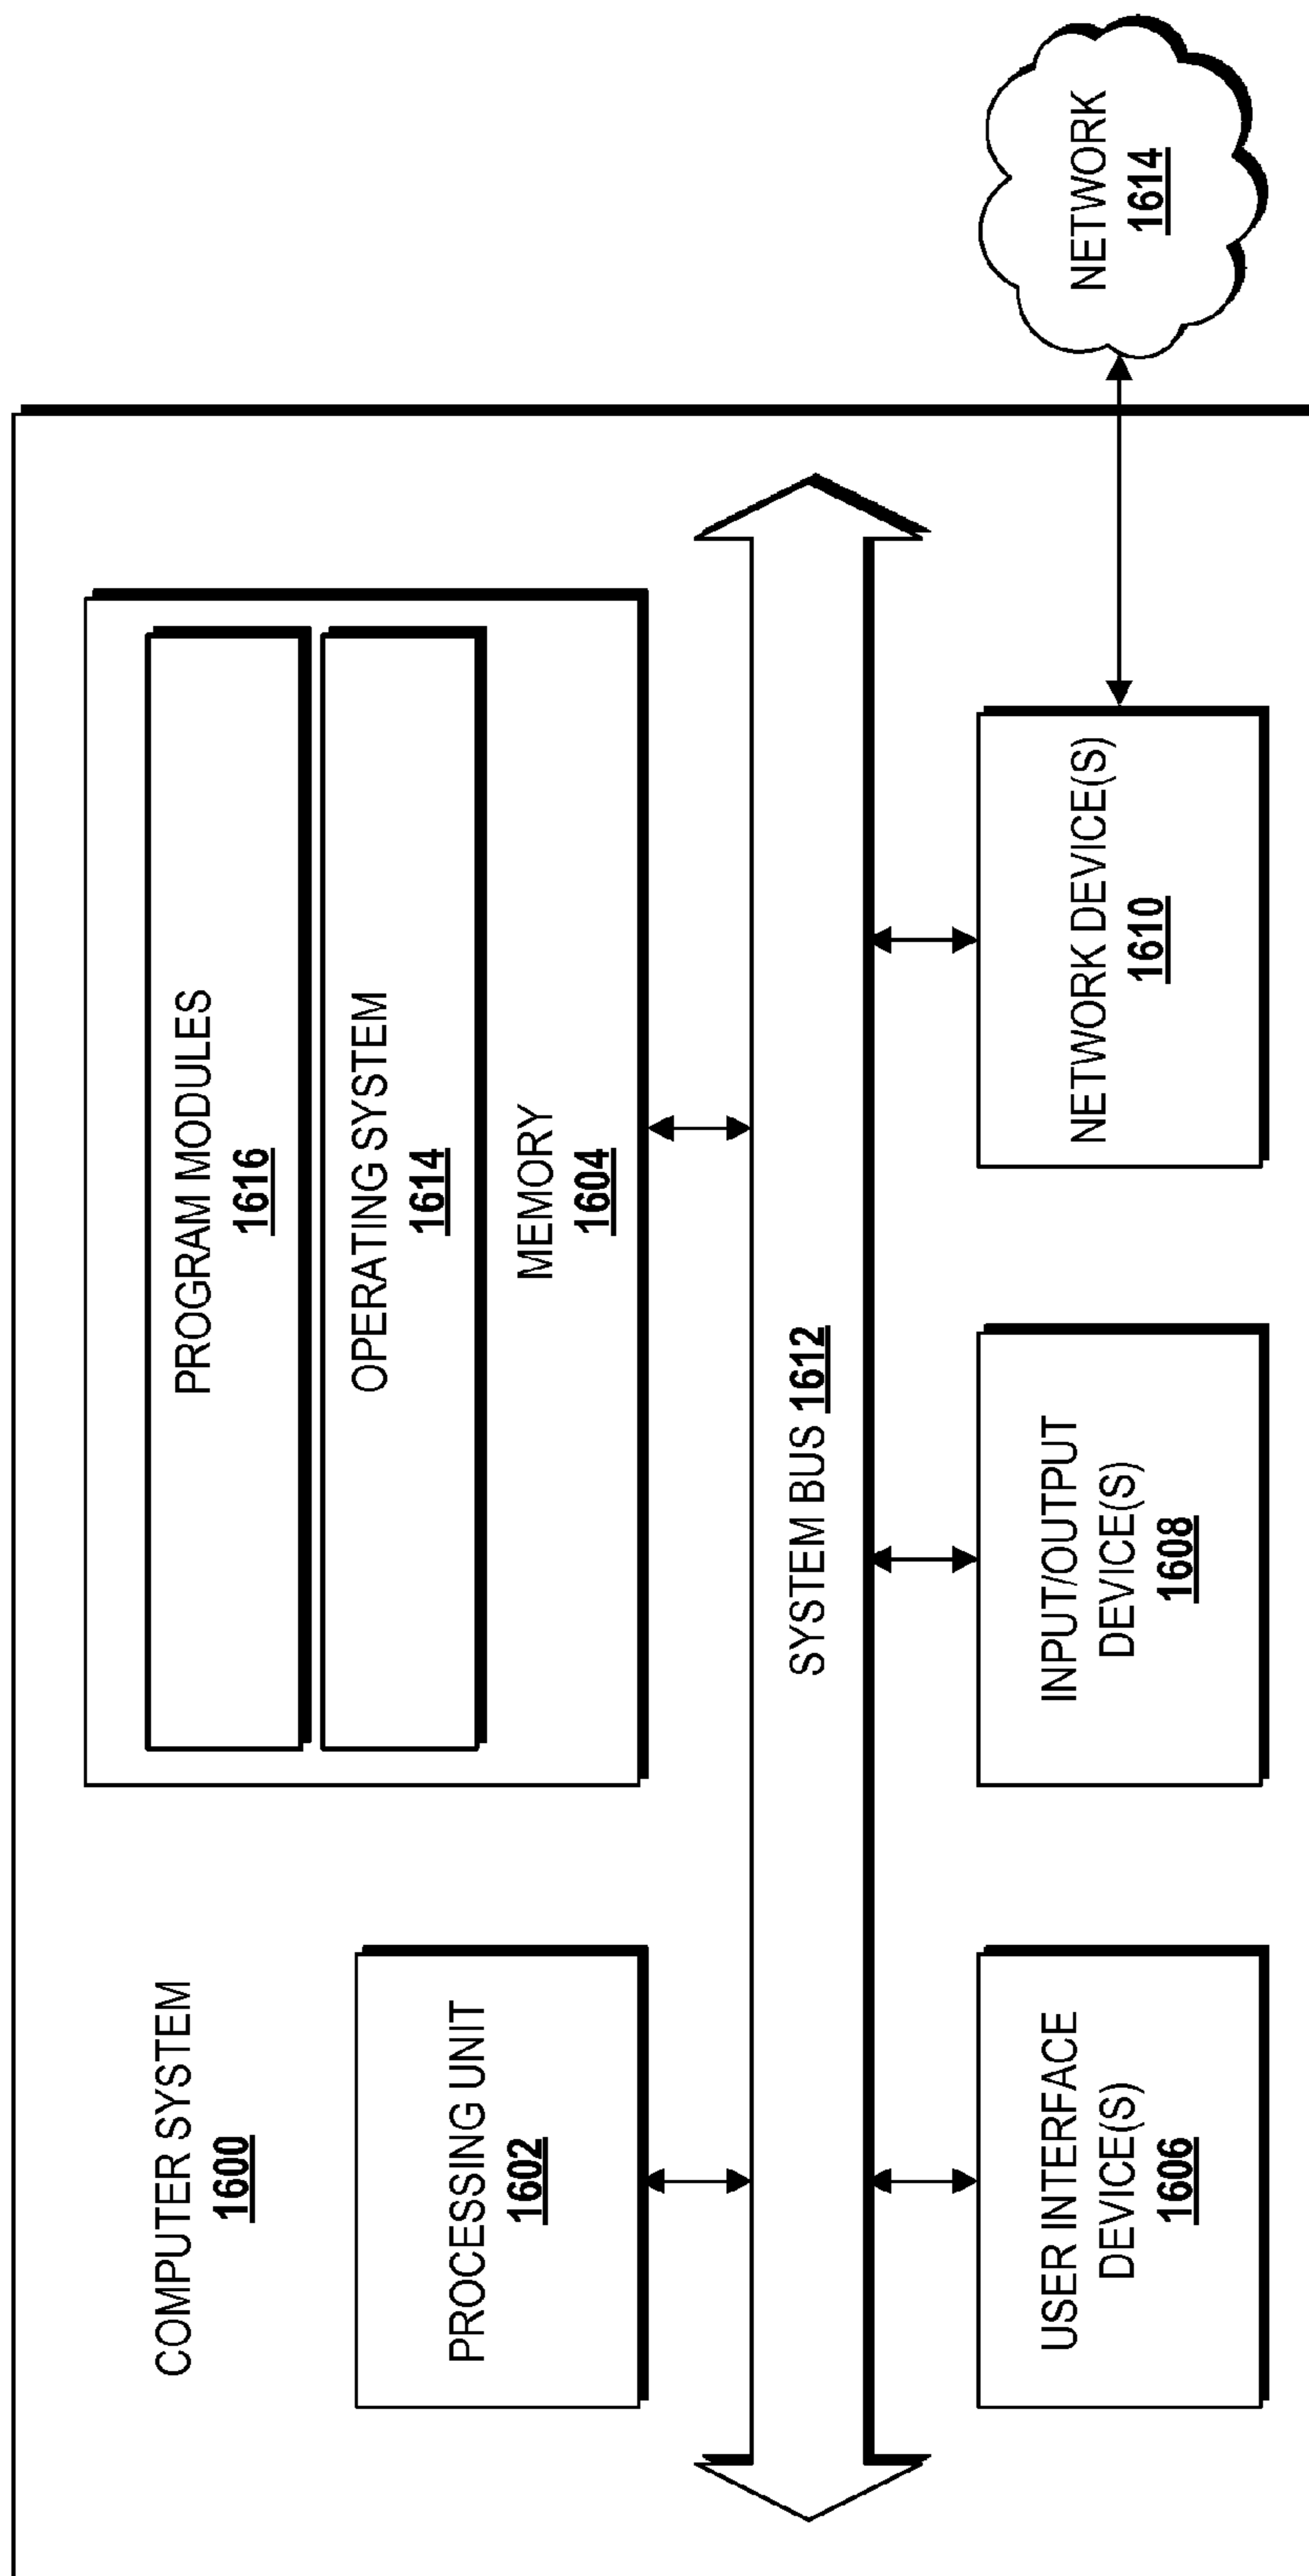 COMPUTER SYSTEM
1600
PROCESSING UNIT
1602
PROGRAM MODULES
1616
OPERATING SYSTEM
1614
MEMORY
1604
SYSTEM BUS 1612
USER INTERFACE
DEVICE(S)
1606
INPUT/OUTPUT
DEVICE(S)
1608
NETWORK DEVICE(S)
1610
NETWORK
1614